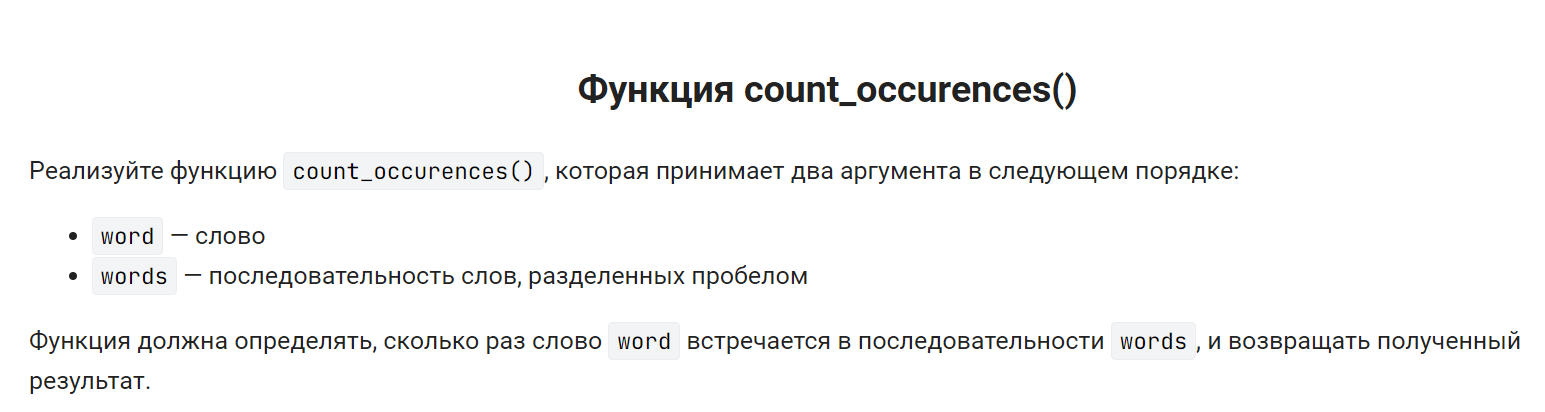 Функция count_occurences()
Реализуйте функцию count_occurences(), которая принимает два аргумента в следующем порядке:
• word — слово
• words — последовательность слов, разделенных пробелом
Функция должна определять, сколько раз слово word встречается в последовательности words, и возвращать полученный
результат.